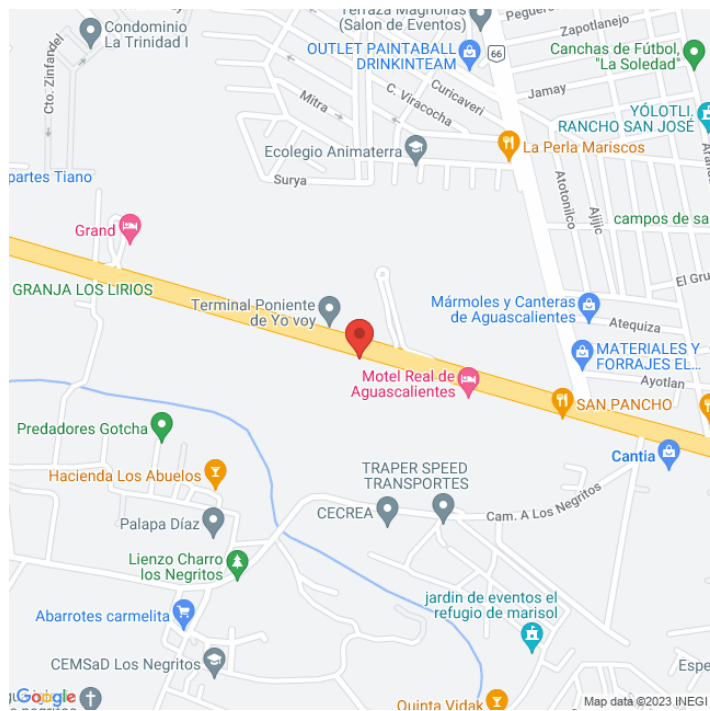 Terraza Magnolias
(Salon de Eventos)
Condominio
La Trinidad I
Cto. Zinfandel
OUTLET PAINTABALL
DRINKINTEAM
66
Zapotlanejo
Canchas de Fútbol,
"La Soledad"
Curicaveri
C. Viracocha
Mitra
Jamay
YÓLOTLI,
RANCHO SAN JOSÉ
Ecolegio Animaterra
La Perla Mariscos
Surya
partes Tiano
Atotonilco
Ajijic
campos de sa
Grand
GRANJA LOS LIRIOS
El Gru
Terminal Poniente
de Yo voy
Mármoles y Canteras
de Aguascalientes
Atequiza
MATERIALES Y
FORRAJES EL...
Motel Real de
Aguascalientes
Ayotlan
SAN PANCHO
Predadores Gotcha
Cantia
Hacienda Los Abuelos
TRAPER SPEED
TRANSPORTES
CECREA
Cam. A Los Negritos
Palapa Díaz
Lienzo Charro
los Negritos
Abarrotes carmelita
jardin de eventos el
refugio de marisol
CEMSaD Los Negritos
Espe
Google
Quinta Vidak
Map data ©2023 INEGI